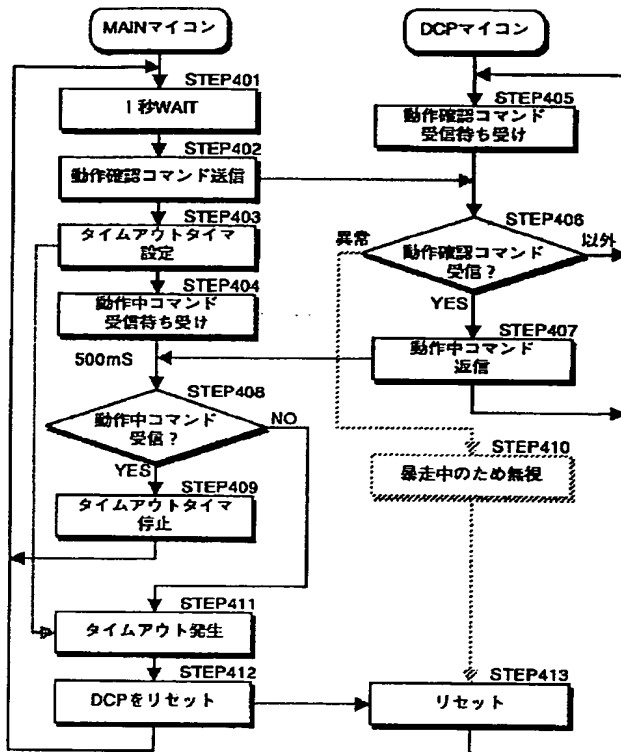 MAINマイコン
STEP401
1秒WAIT
STEP402
動作確認コマンド送信
STEP403
タイムアウトタイマ
設定
STEP404
動作中コマンド
受信待ち受け
500mS
STEP408
動作中コマンド
受信？
NO
YES
STEP409
タイムアウトタイマ
停止
STEP411
タイムアウト発生
STEP412
DCPをリセット
DCPマイコン
STEP405
動作確認コマンド
受信待ち受け
STEP406
異常
以外
動作確認コマンド
受信？
YES
STEP407
動作中コマンド
返信
STEP410
暴走中のため無視
STEP413
リセット